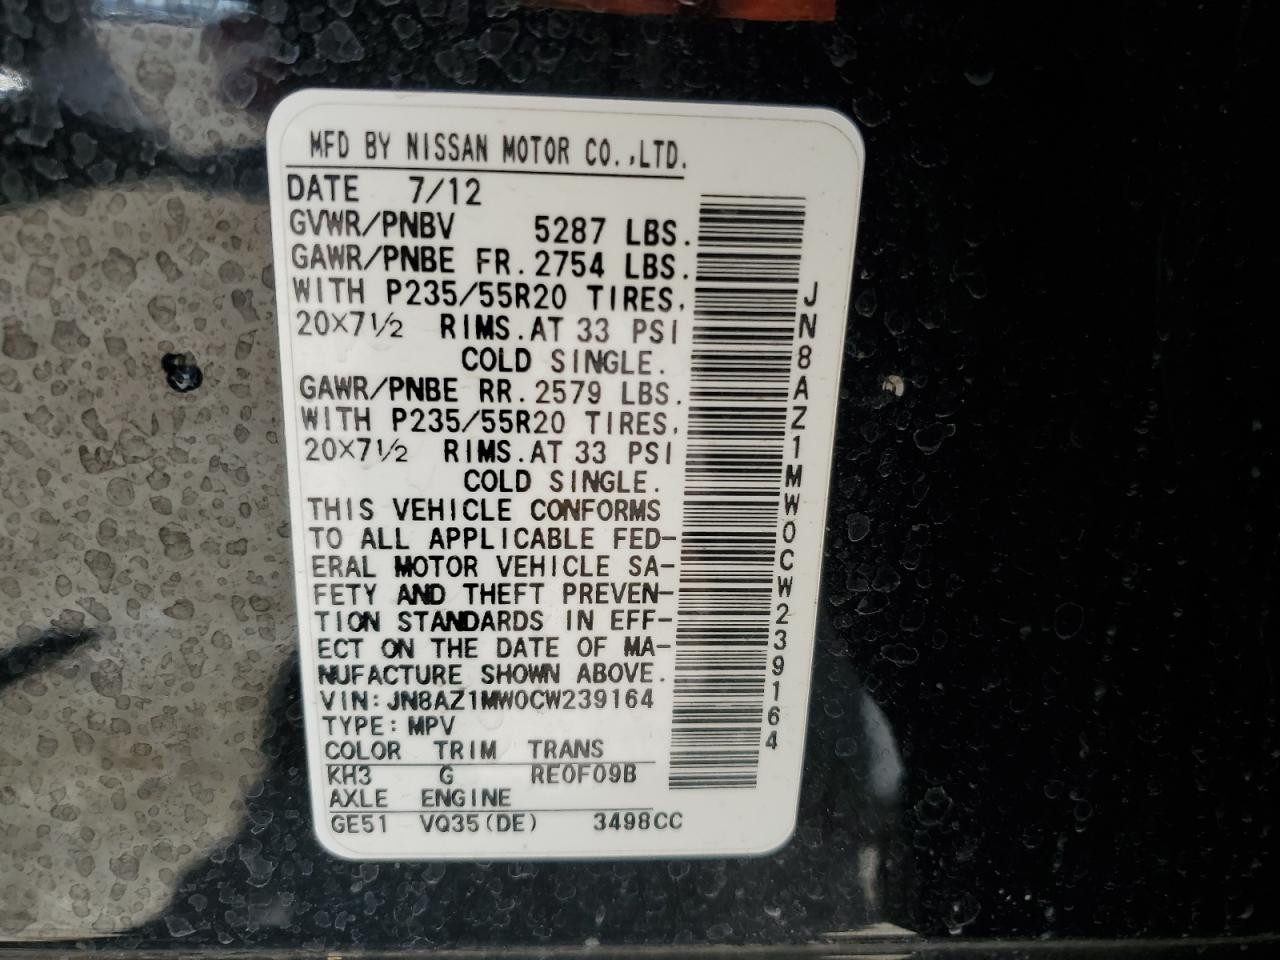 MFD BY NISSAN MOTOR CO.,LTD.
DATE 7/12
GVWR/PNBV 5287 LBS.
GAWR/PNBE FR. 2754 LBS.
WITH P235/55R20 TIRES.
20×7½ RIMS.AT 33 PSI
COLD SINGLE.
GAWR/PNBE RR. 2579 LBS.
WITH P235/55R20 TIRES.
20×7½ RIMS.AT 33 PSI
COLD SINGLE.
THIS VEHICLE CONFORMS
TO ALL APPLICABLE FED-
ERAL MOTOR VEHICLE SA-
FETY AND THEFT PREVEN-
TION STANDARDS IN EFF-
ECT ON THE DATE OF MA-
NUFACTURE SHOWN ABOVE.
VIN:JN8AZ1MW0CW239164
TYPE:MPV
COLOR TRIM TRANS
KH3 G RE0F09B
AXLE ENGINE
GE51 VQ35(DE) 3498CC
JN8AZ1MW0CW239164